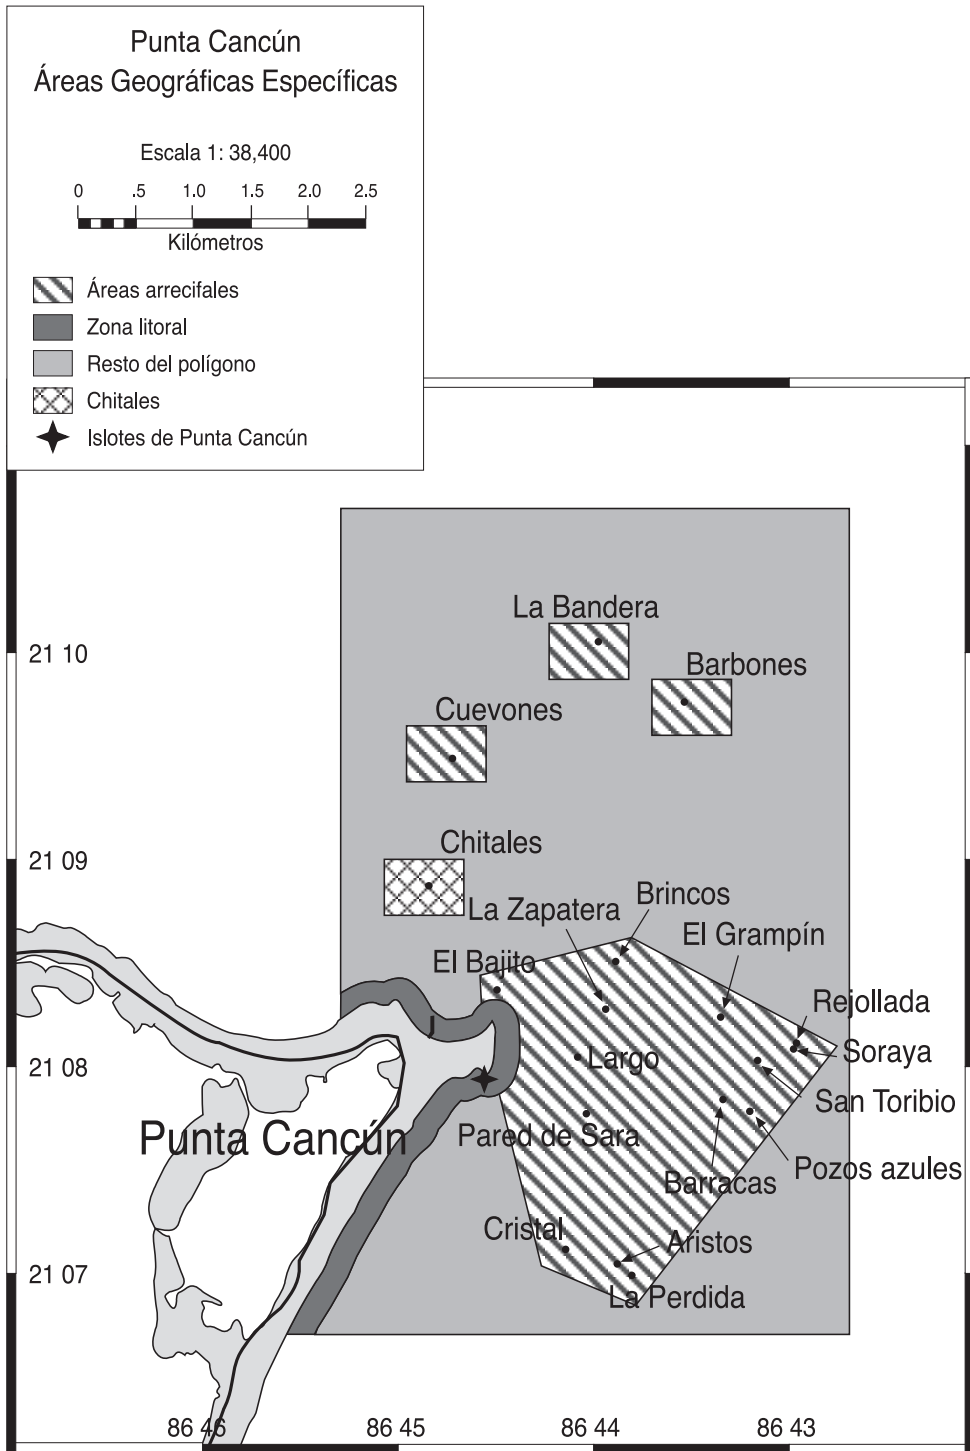 Punta Cancún
Áreas Geográficas Específicas
Escala 1: 38,400
0 .5 1.0 1.5 2.0 2.5
Kilómetros
Áreas arrecifales
Zona litoral
Resto del polígono
Chitales
Islotes de Punta Cancún
La Bandera
21 10
Barbones
Cuevones
Chitales
21 09
Brincos
La Zapatera
El Grampín
El Bajito
Rejollada
J
Soraya
Largo
21 08
San Toribio
Pared de Sara
Punta Cancún
Pozos azules
Barracas
Cristal
Aristos
21 07
La Perdida
86 46 86 45 86 44 86 43